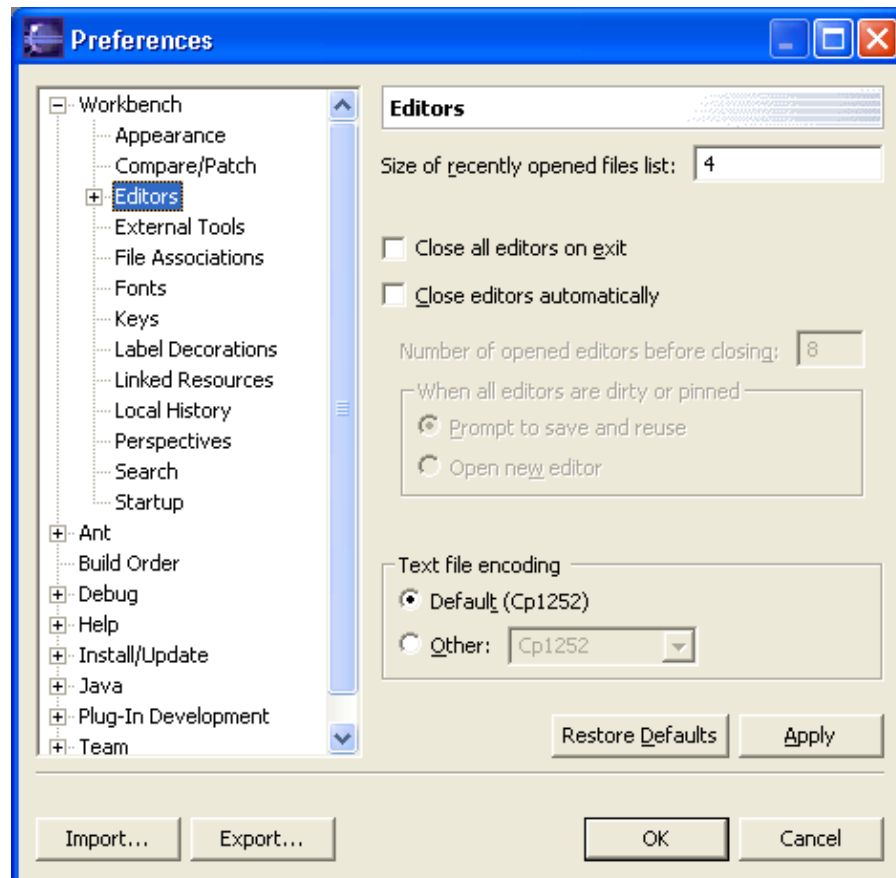 Preferences
Workbench
Appearance
Compare/Patch
Editors
External Tools
File Associations
Fonts
Keys
Label Decorations
Linked Resources
Local History
Perspectives
Search
Startup
Ant
Build Order
Debug
Help
Install/Update
Java
Plug-In Development
Team
Editors
Size of recently opened files list: 4
Close all editors on exit
Close editors automatically
Number of opened editors before closing: 8
When all editors are dirty or pinned
Prompt to save and reuse
Open new editor
Text file encoding
Default (Cp1252)
Other: Cp1252
Restore Defaults Apply
Import... Export... OK Cancel